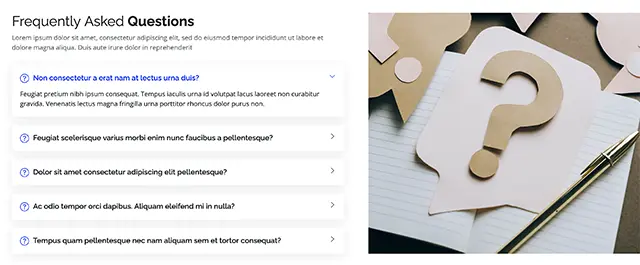 Frequently Asked Questions
Lorem ipsum dolor sit amet, consectetur adipiscing elit, sed do eiusmod tempor incididunt ut labore et
dolore magna aliqua. Duis aute irure dolor in reprehenderit
Non consectetur a erat nam at lectus urna duis?
Feugiat pretium nibh ipsum consequat. Tempus iaculis urna id volutpat lacus laoreet non curabitur
gravida. Venenatis lectus magna fringilla urna porttitor rhoncus dolor purus non.
Feugiat scelerisque varius morbi enim nunc faucibus a pellentesque?
Dolor sit amet consectetur adipiscing elit pellentesque?
Ac odio tempor orci dapibus. Aliquam eleifend mi in nulla?
Tempus quam pellentesque nec nam aliquam sem et tortor consequat?